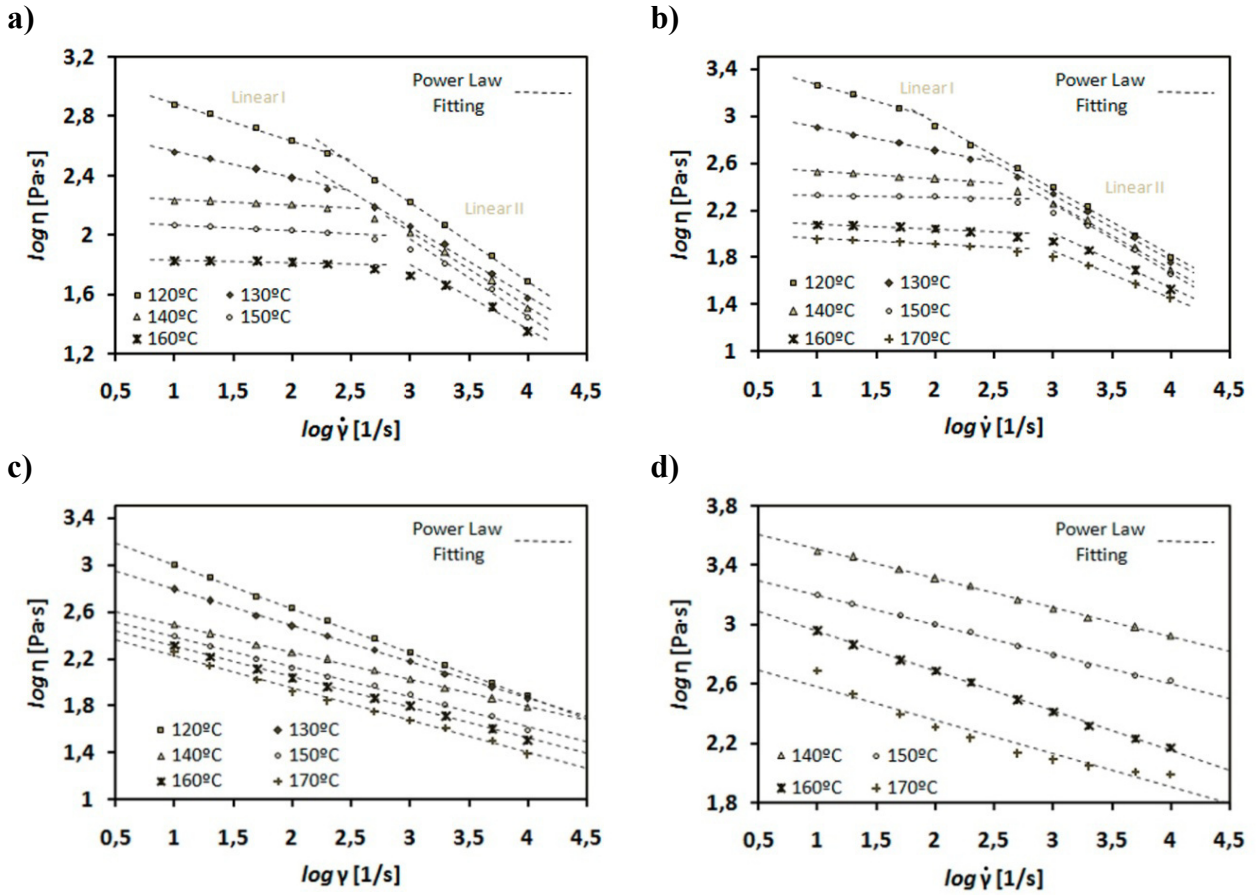 a)
3,2
2,8
2,4
2
1,6
1,2
log η [Pa·s]
Linear I
Power Law
Fitting
Linear II
120ºC 130ºC
140ºC 150ºC
160ºC
0,5 1 1,5 2 2,5 3 3,5 4 4,5
log γ̇ [1/s]
b)
3,4
3
2,6
2,2
1,8
1,4
1
log η [Pa·s]
Linear I
Power Law
Fitting
Linear II
120ºC 130ºC
140ºC 150ºC
160ºC 170ºC
0,5 1 1,5 2 2,5 3 3,5 4 4,5
log γ̇ [1/s]
c)
3,4
3
2,6
2,2
1,8
1,4
1
log η [Pa·s]
Power Law
Fitting
120ºC 130ºC
140ºC 150ºC
160ºC 170ºC
0,5 1 1,5 2 2,5 3 3,5 4 4,5
log γ [1/s]
d)
3,8
3,4
3
2,6
2,2
1,8
log η [Pa·s]
Power Law
Fitting
140ºC 150ºC
160ºC 170ºC
0,5 1 1,5 2 2,5 3 3,5 4 4,5
log γ̇ [1/s]